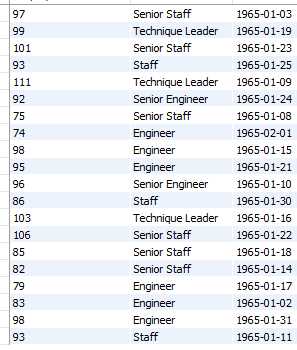 97 Senior Staff 1965-01-03
99 Technique Leader 1965-01-19
101 Senior Staff 1965-01-23
93 Staff 1965-01-25
111 Technique Leader 1965-01-09
92 Senior Engineer 1965-01-24
75 Senior Staff 1965-01-08
74 Engineer 1965-02-01
98 Engineer 1965-01-15
95 Engineer 1965-01-21
96 Senior Engineer 1965-01-10
86 Staff 1965-01-30
103 Technique Leader 1965-01-16
106 Senior Staff 1965-01-22
85 Senior Staff 1965-01-18
82 Senior Staff 1965-01-14
79 Engineer 1965-01-17
83 Engineer 1965-01-02
98 Engineer 1965-01-31
93 Staff 1965-01-11